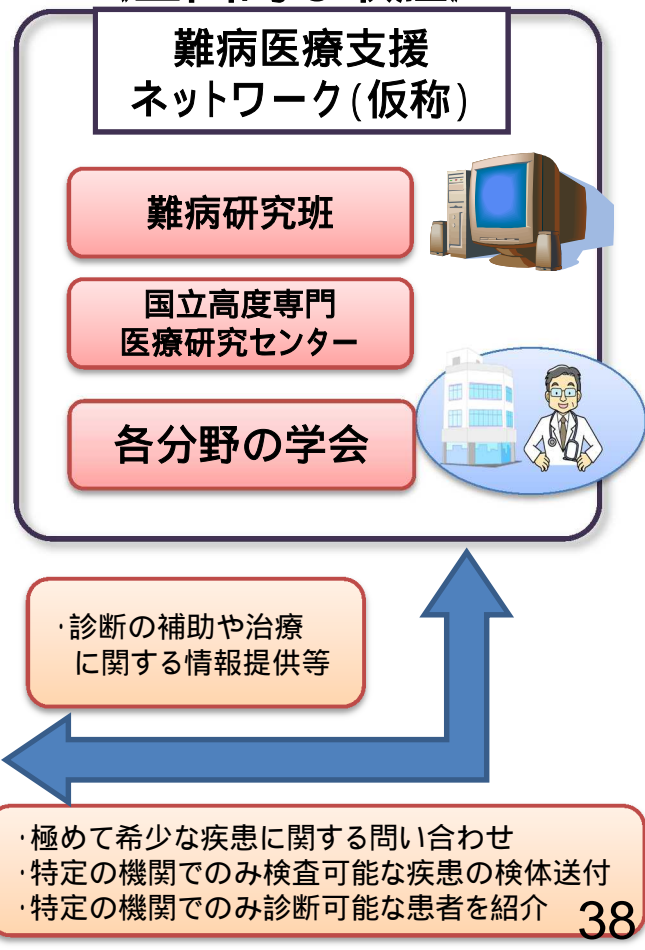 難病医療支援
ネットワーク(仮称)
難病研究班
国立高度専門
医療研究センター
各分野の学会
･診断の補助や治療
に関する情報提供等
･極めて希少な疾患に関する問い合わせ
･特定の機関でのみ検査可能な疾患の検体送付
･特定の機関でのみ診断可能な患者を紹介
38